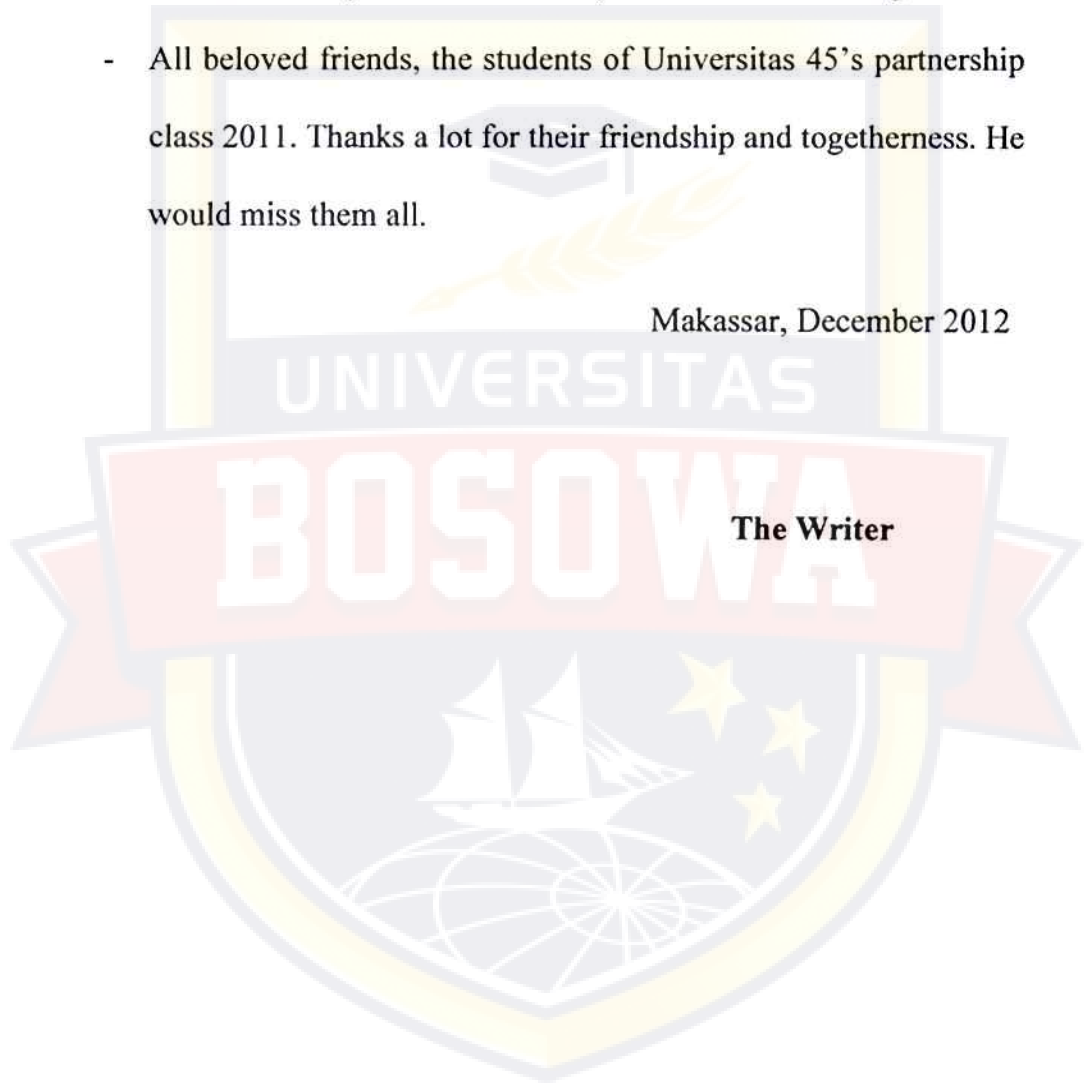 - All beloved friends, the students of Universitas 45's partnership
class 2011. Thanks a lot for their friendship and togetherness. He
would miss them all.
Makassar, December 2012
UNIVERSITAS
BOSOWA
The Writer